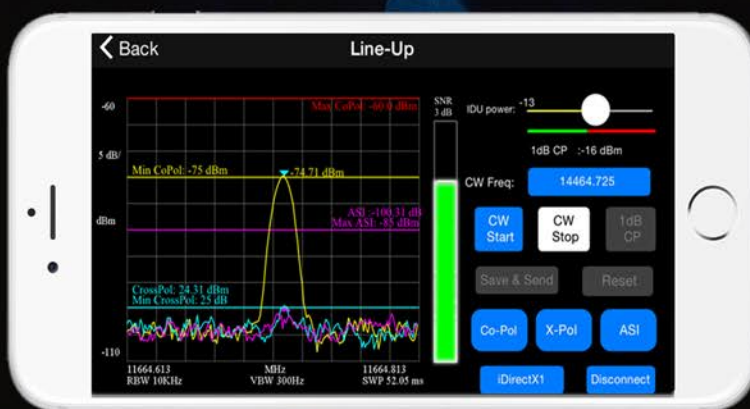 Back
Line-Up
-60
5 dB/
dBm
-110
Max CoPol: -60.0 dBm
Min CoPol: -75 dBm
-74.71 dBm
ASI: -100.31 dB
Max ASI: -85 dBm
CrossPol: 24.31 dBm
Min CrossPol: 25 dB
11664.613
MHz
11664.813
RBW 10KHz
VBW 300Hz
SWP 52.05 ms
SNR
3 dB
IDU power:
-13
1dB CP :-16 dBm
CW Freq:
14464.725
CW
Start
CW
Stop
1dB
CP
Save & Send
Reset
Co-Pol
X-Pol
ASI
iDirectX1
Disconnect